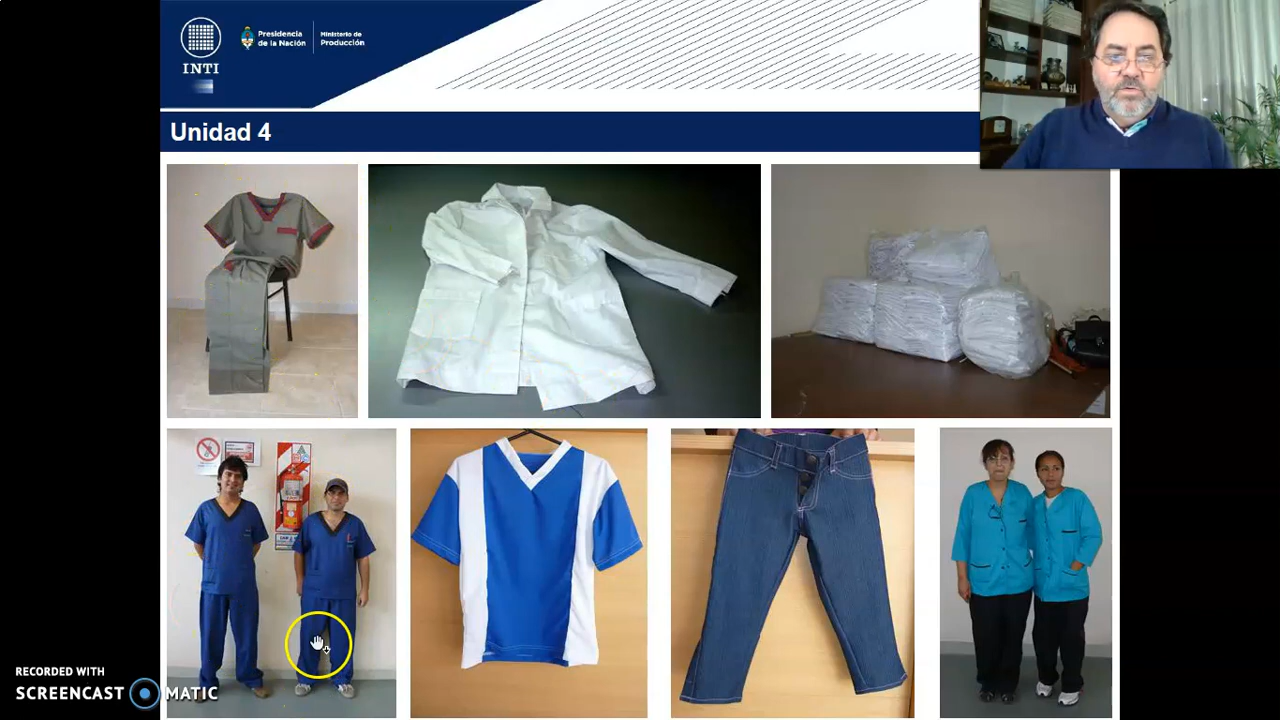 INTI
Presidencia
de la Nación
Ministerio de
Producción
Unidad 4
RECORDED WITH
SCREENCAST MATIC